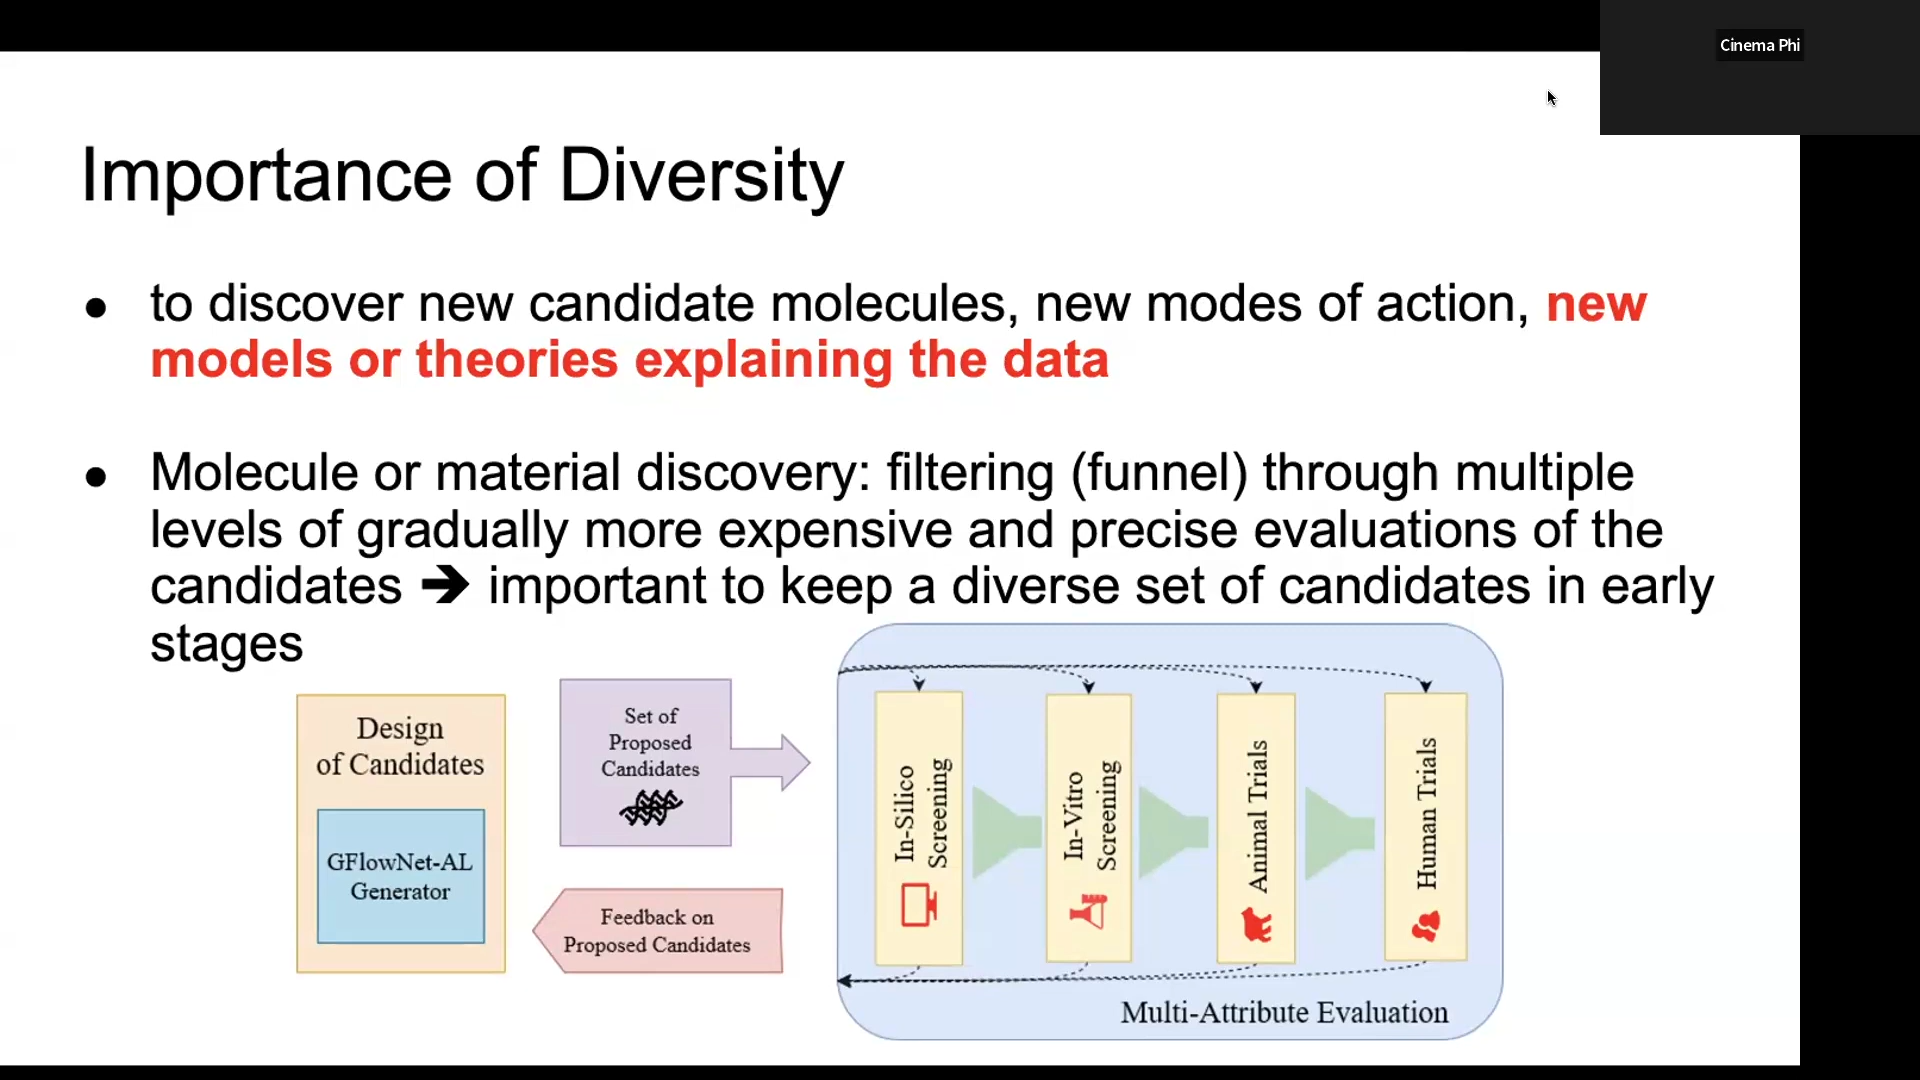 Cinema Phi
Importance of Diversity
● to discover new candidate molecules, new modes of action, new
models or theories explaining the data
● Molecule or material discovery: filtering (funnel) through multiple
levels of gradually more expensive and precise evaluations of the
candidates ➔ important to keep a diverse set of candidates in early
stages
Design
of Candidates
GFlowNet-AL
Generator
Set of
Proposed
Candidates
Feedback on
Proposed Candidates
In-Silico
Screening
In-Vitro
Screening
Animal Trials
Human Trials
Multi-Attribute Evaluation